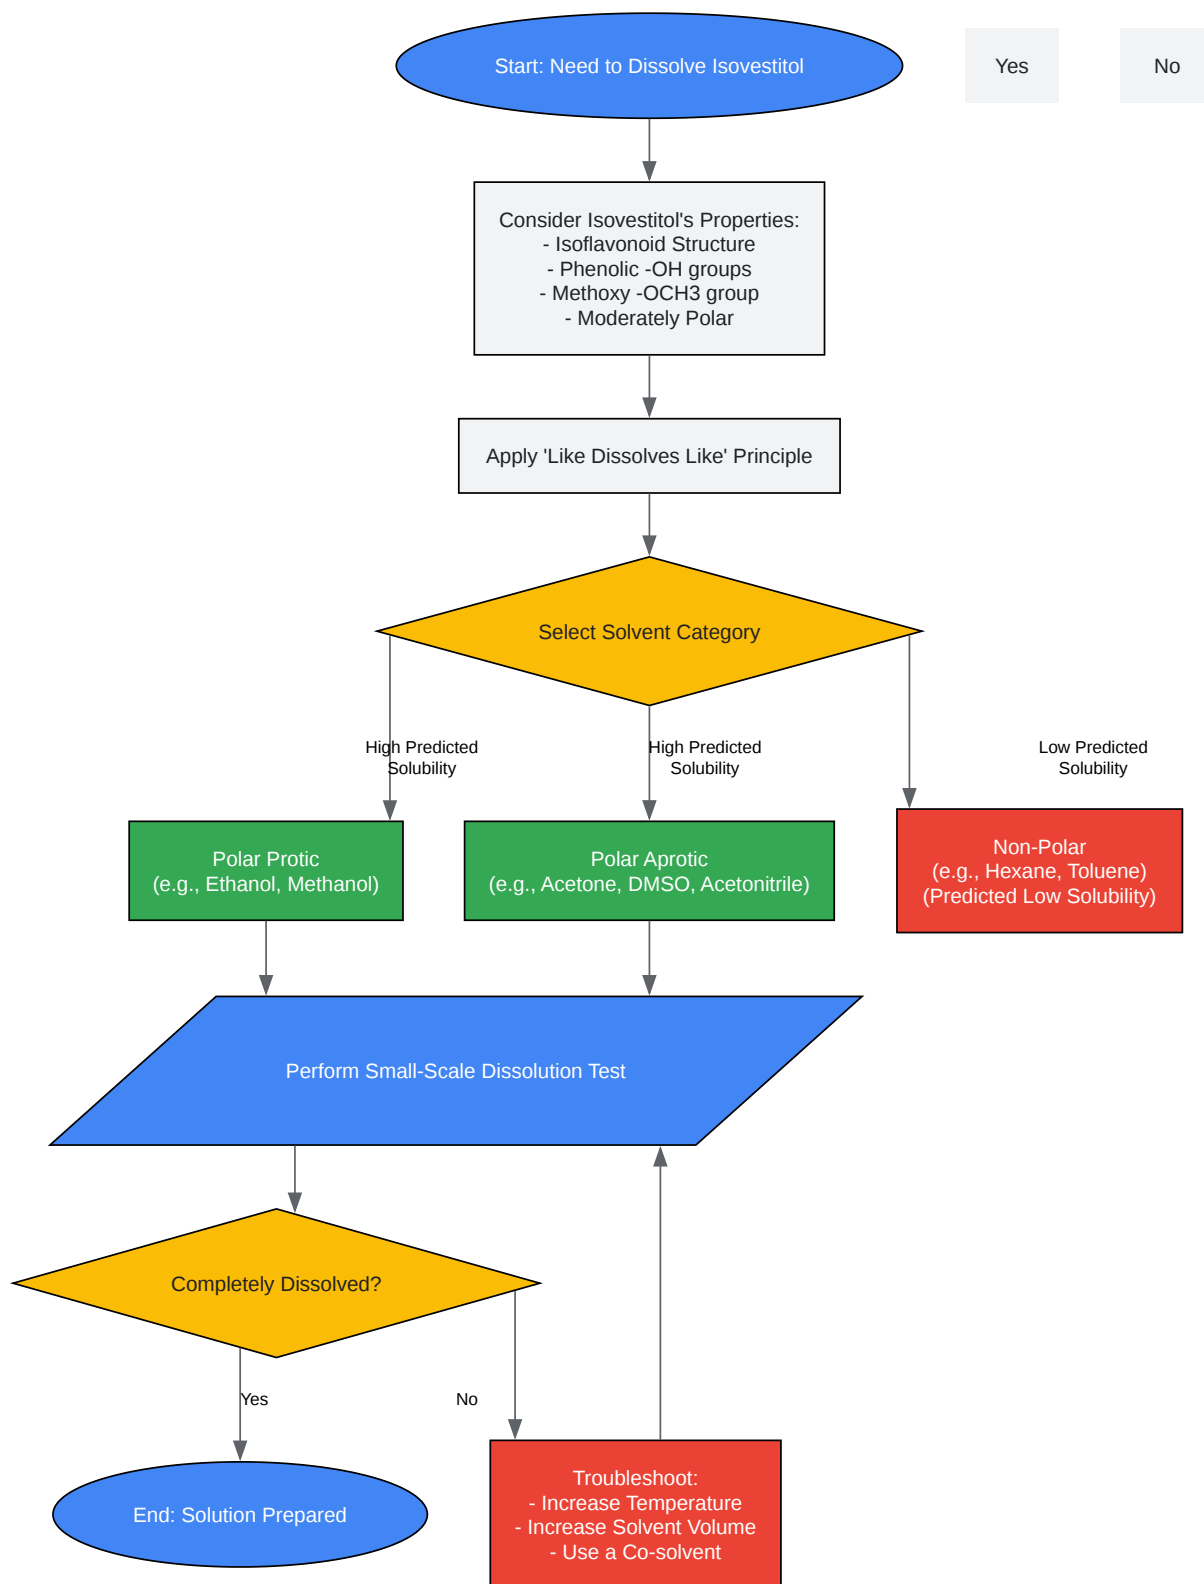 Start: Need to Dissolve Isovestitol
Yes
No
Consider Isovestitol's Properties:
- Isoflavonoid Structure
- Phenolic -OH groups
- Methoxy -OCH3 group
- Moderately Polar
Apply 'Like Dissolves Like' Principle
Select Solvent Category
High Predicted
Solubility
High Predicted
Solubility
Low Predicted
Solubility
Polar Protic
(e.g., Ethanol, Methanol)
Polar Aprotic
(e.g., Acetone, DMSO, Acetonitrile)
Non-Polar
(e.g., Hexane, Toluene)
(Predicted Low Solubility)
Perform Small-Scale Dissolution Test
Completely Dissolved?
Yes
No
End: Solution Prepared
Troubleshoot:
- Increase Temperature
- Increase Solvent Volume
- Use a Co-solvent